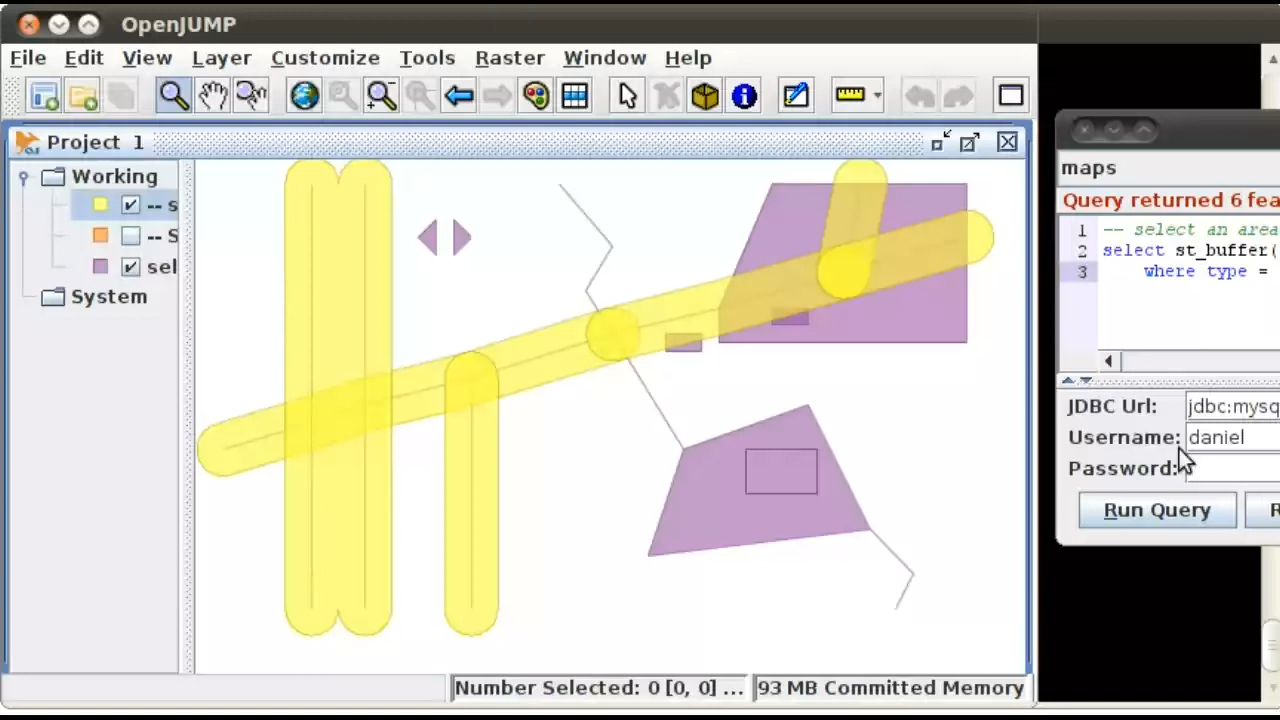 OpenJUMP
File Edit View Layer Customize Tools Raster Window Help
Project 1
Working
-- s
-- S
sel
System
Number Selected: 0 [0, 0] ...
93 MB Committed Memory
maps
Query returned 6 fea
1 -- select an area
2 select st_buffer(
3 where type =
JDBC Url: jdbc:mysq
Username: daniel
Password:
Run Query R